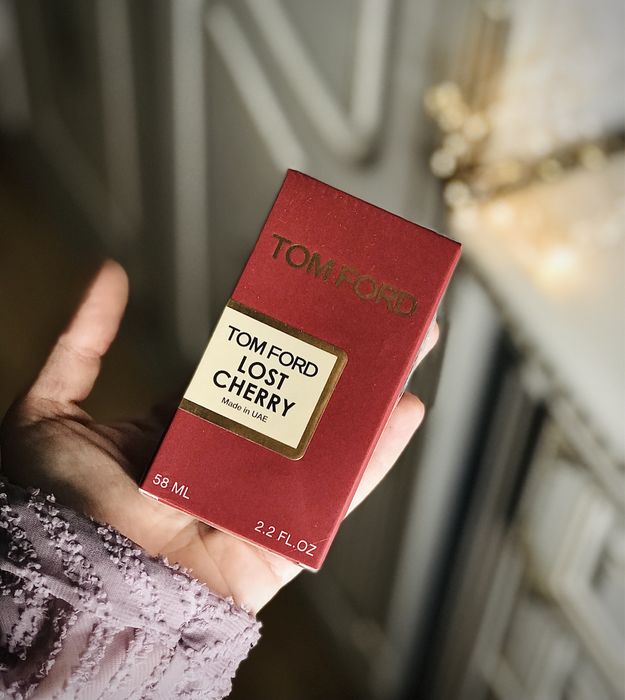 TOM FORD
TOM FORD
LOST
CHERRY
Made in UAE
58 ML
2.2 FL.OZ